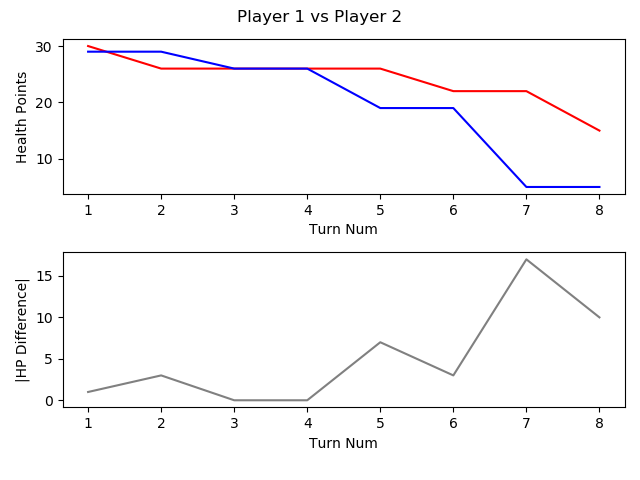 Player 1 vs Player 2
30
20
10
Health Points
1 2 3 4 5 6 7 8
Turn Num
15
10
5
0
|HP Difference|
1 2 3 4 5 6 7 8
Turn Num